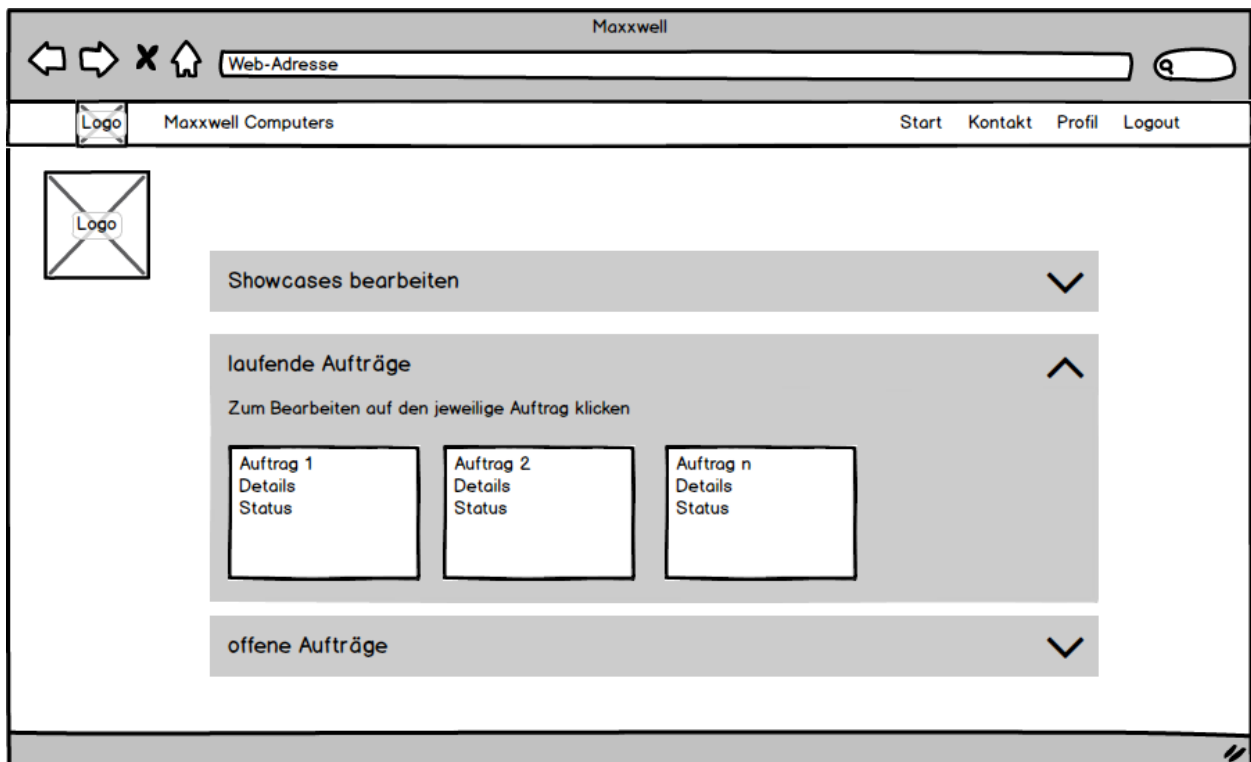 Maxxwell
Web-Adresse
Logo Maxxwell Computers Start Kontakt Profil Logout
Logo
Showcases bearbeiten
laufende Aufträge
Zum Bearbeiten auf den jeweilige Auftrag klicken
Auftrag 1
Details
Status
Auftrag 2
Details
Status
Auftrag n
Details
Status
offene Aufträge